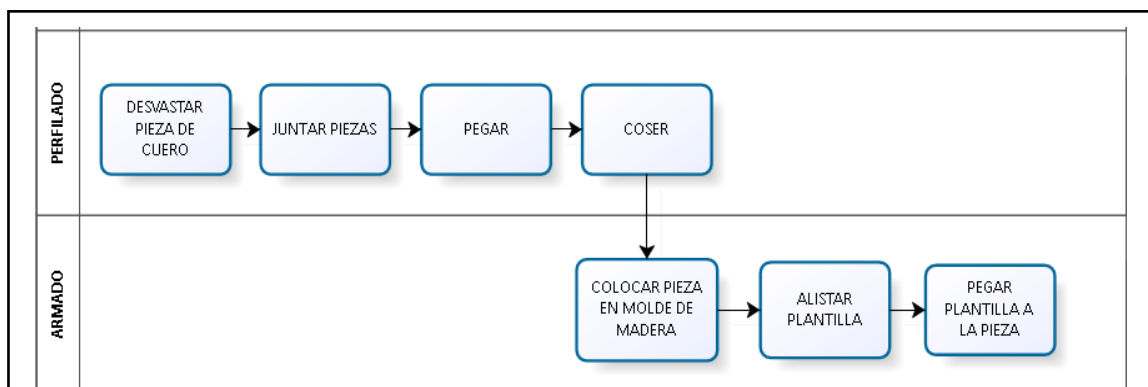 PERFILADO
DESVASTAR
PIEZA DE
CUERO
JUNTAR PIEZAS
PEGAR
COSER
ARMADO
COLOCAR PIEZA
EN MOLDE DE
MADERA
ALISTAR
PLANTILLA
PEGAR
PLANTILLA A
LA PIEZA